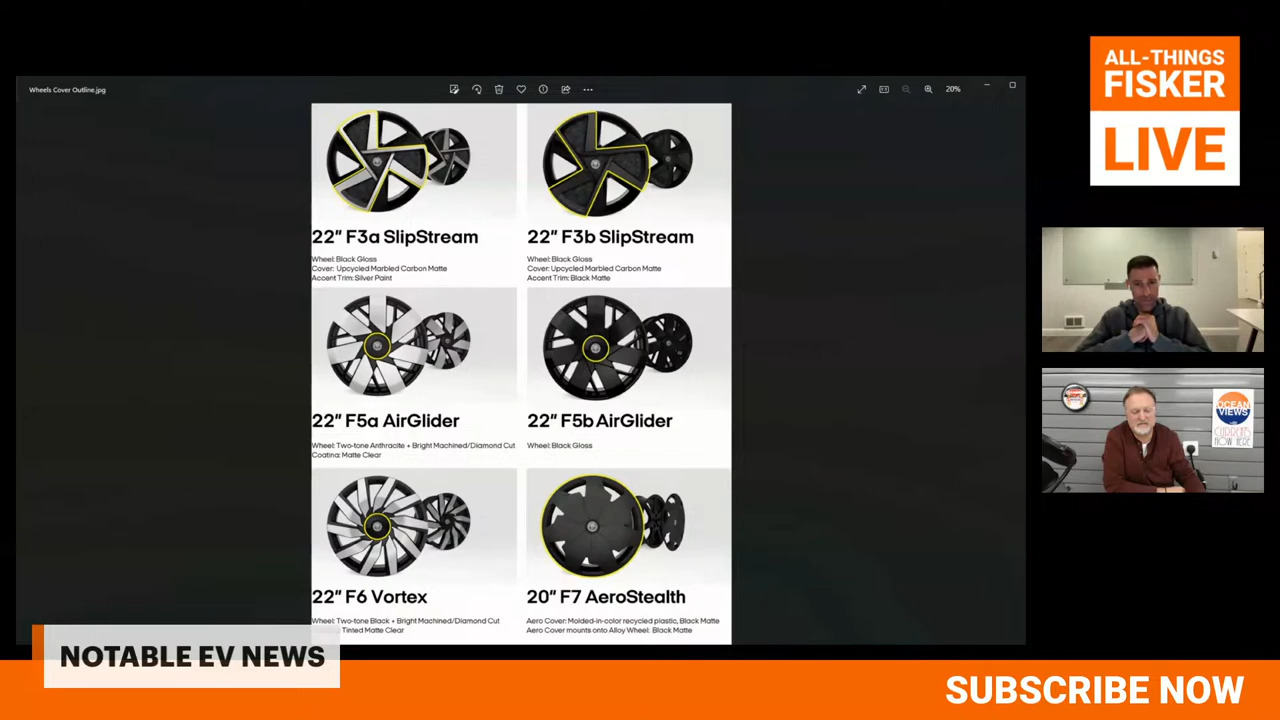 Wheels Cover Outline.jpg
20%
22" F3a SlipStream
Wheel: Black Gloss
Cover: Upcycled Marbled Carbon Matte
Accent Trim: Silver Paint
22" F3b SlipStream
Wheel: Black Gloss
Cover: Upcycled Marbled Carbon Matte
Accent Trim: Black Matte
22" F5a AirGlider
Wheel: Two-tone Anthracite + Bright Machined/Diamond Cut
Coating: Matte Clear
22" F5b AirGlider
Wheel: Black Gloss
22" F6 Vortex
Wheel: Two-tone Black + Bright Machined/Diamond Cut
Tinted Matte Clear
20" F7 AeroStealth
Aero Cover: Molded-in-color recycled plastic, Black Matte
Aero Cover mounts onto Alloy Wheel: Black Matte
ALL-THINGS
FISKER
LIVE
OCEAN
VIEWS
CURRENTS
FLOW HERE
NOTABLE EV NEWS
SUBSCRIBE NOW